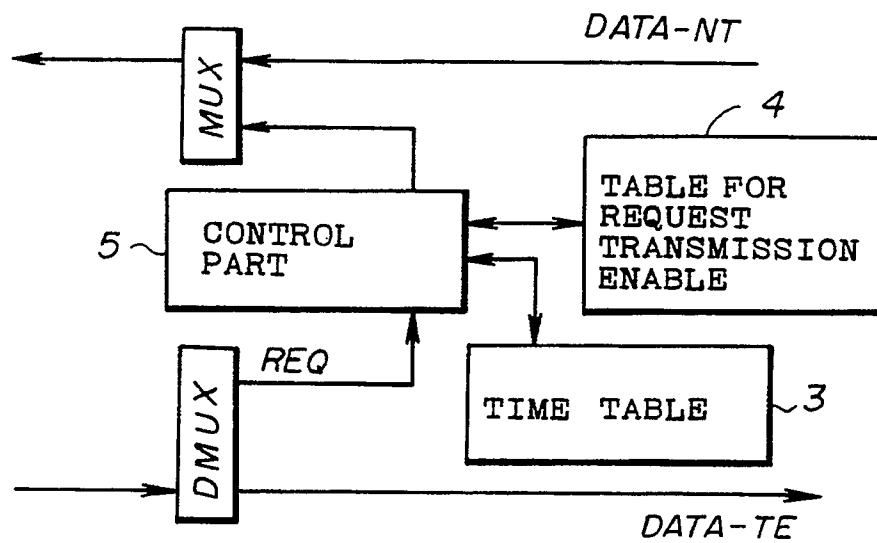 DATA-NT
MUX
4
TABLE FOR
REQUEST
TRANSMISSION
ENABLE
5
CONTROL
PART
REQ
DMUX
TIME TABLE
3
DATA-TE